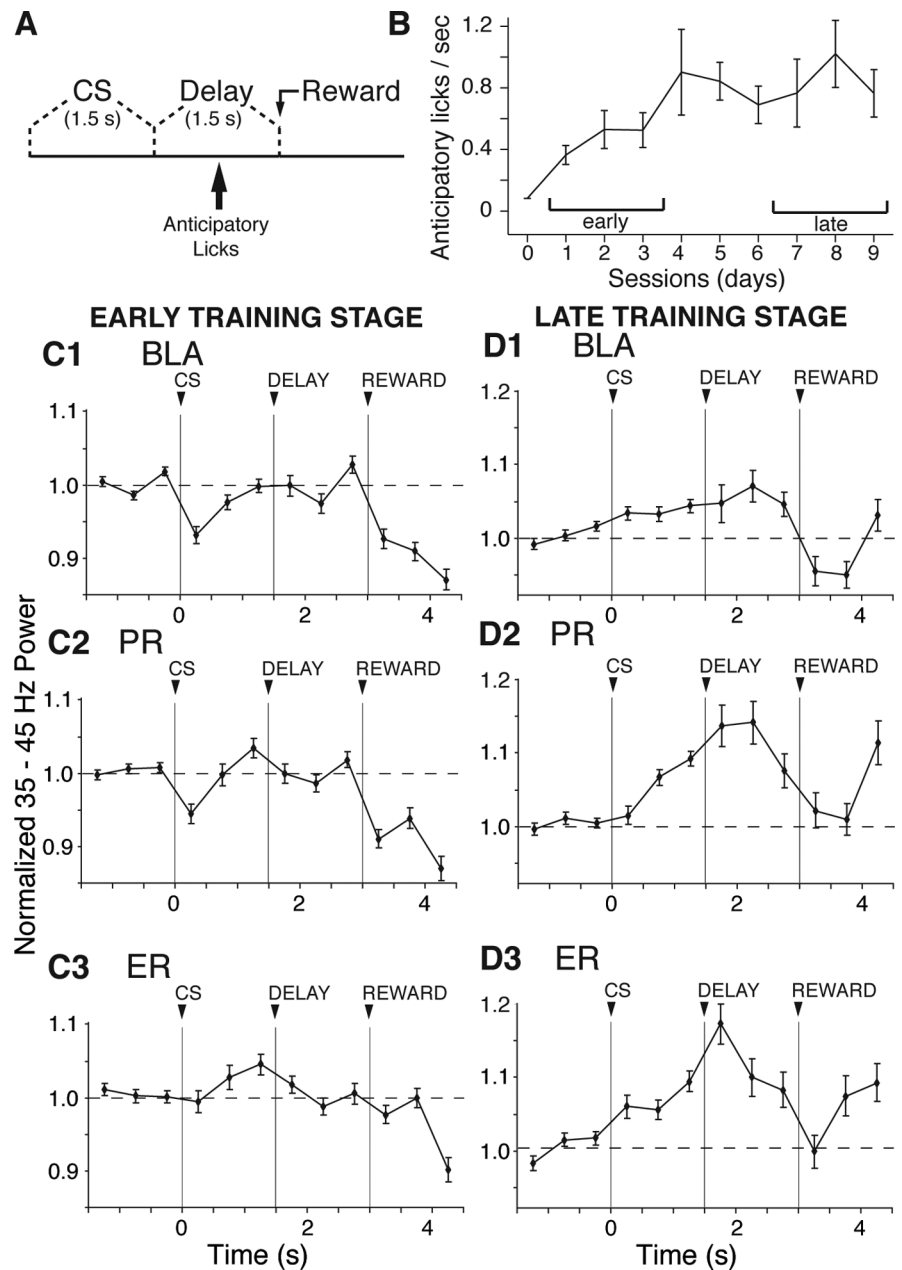 A
CS
(1.5 s)
Delay
(1.5 s)
Reward
Anticipatory
Licks
B
Anticipatory licks / sec
1.2
0.8
0.4
0
early
late
0 1 2 3 4 5 6 7 8 9
Sessions (days)
EARLY TRAINING STAGE
LATE TRAINING STAGE
Normalized 35 - 45 Hz Power
C1 BLA
CS DELAY REWARD
1.1
1.0
0.9
0 2 4
D1 BLA
CS DELAY REWARD
1.2
1.1
1.0
0 2 4
C2 PR
CS DELAY REWARD
1.1
1.0
0.9
0 2 4
D2 PR
CS DELAY REWARD
1.2
1.1
1.0
0 2 4
C3 ER
CS DELAY REWARD
1.1
1.0
0.9
0 2 4
Time (s)
D3 ER
CS DELAY REWARD
1.2
1.1
1.0
0 2 4
Time (s)